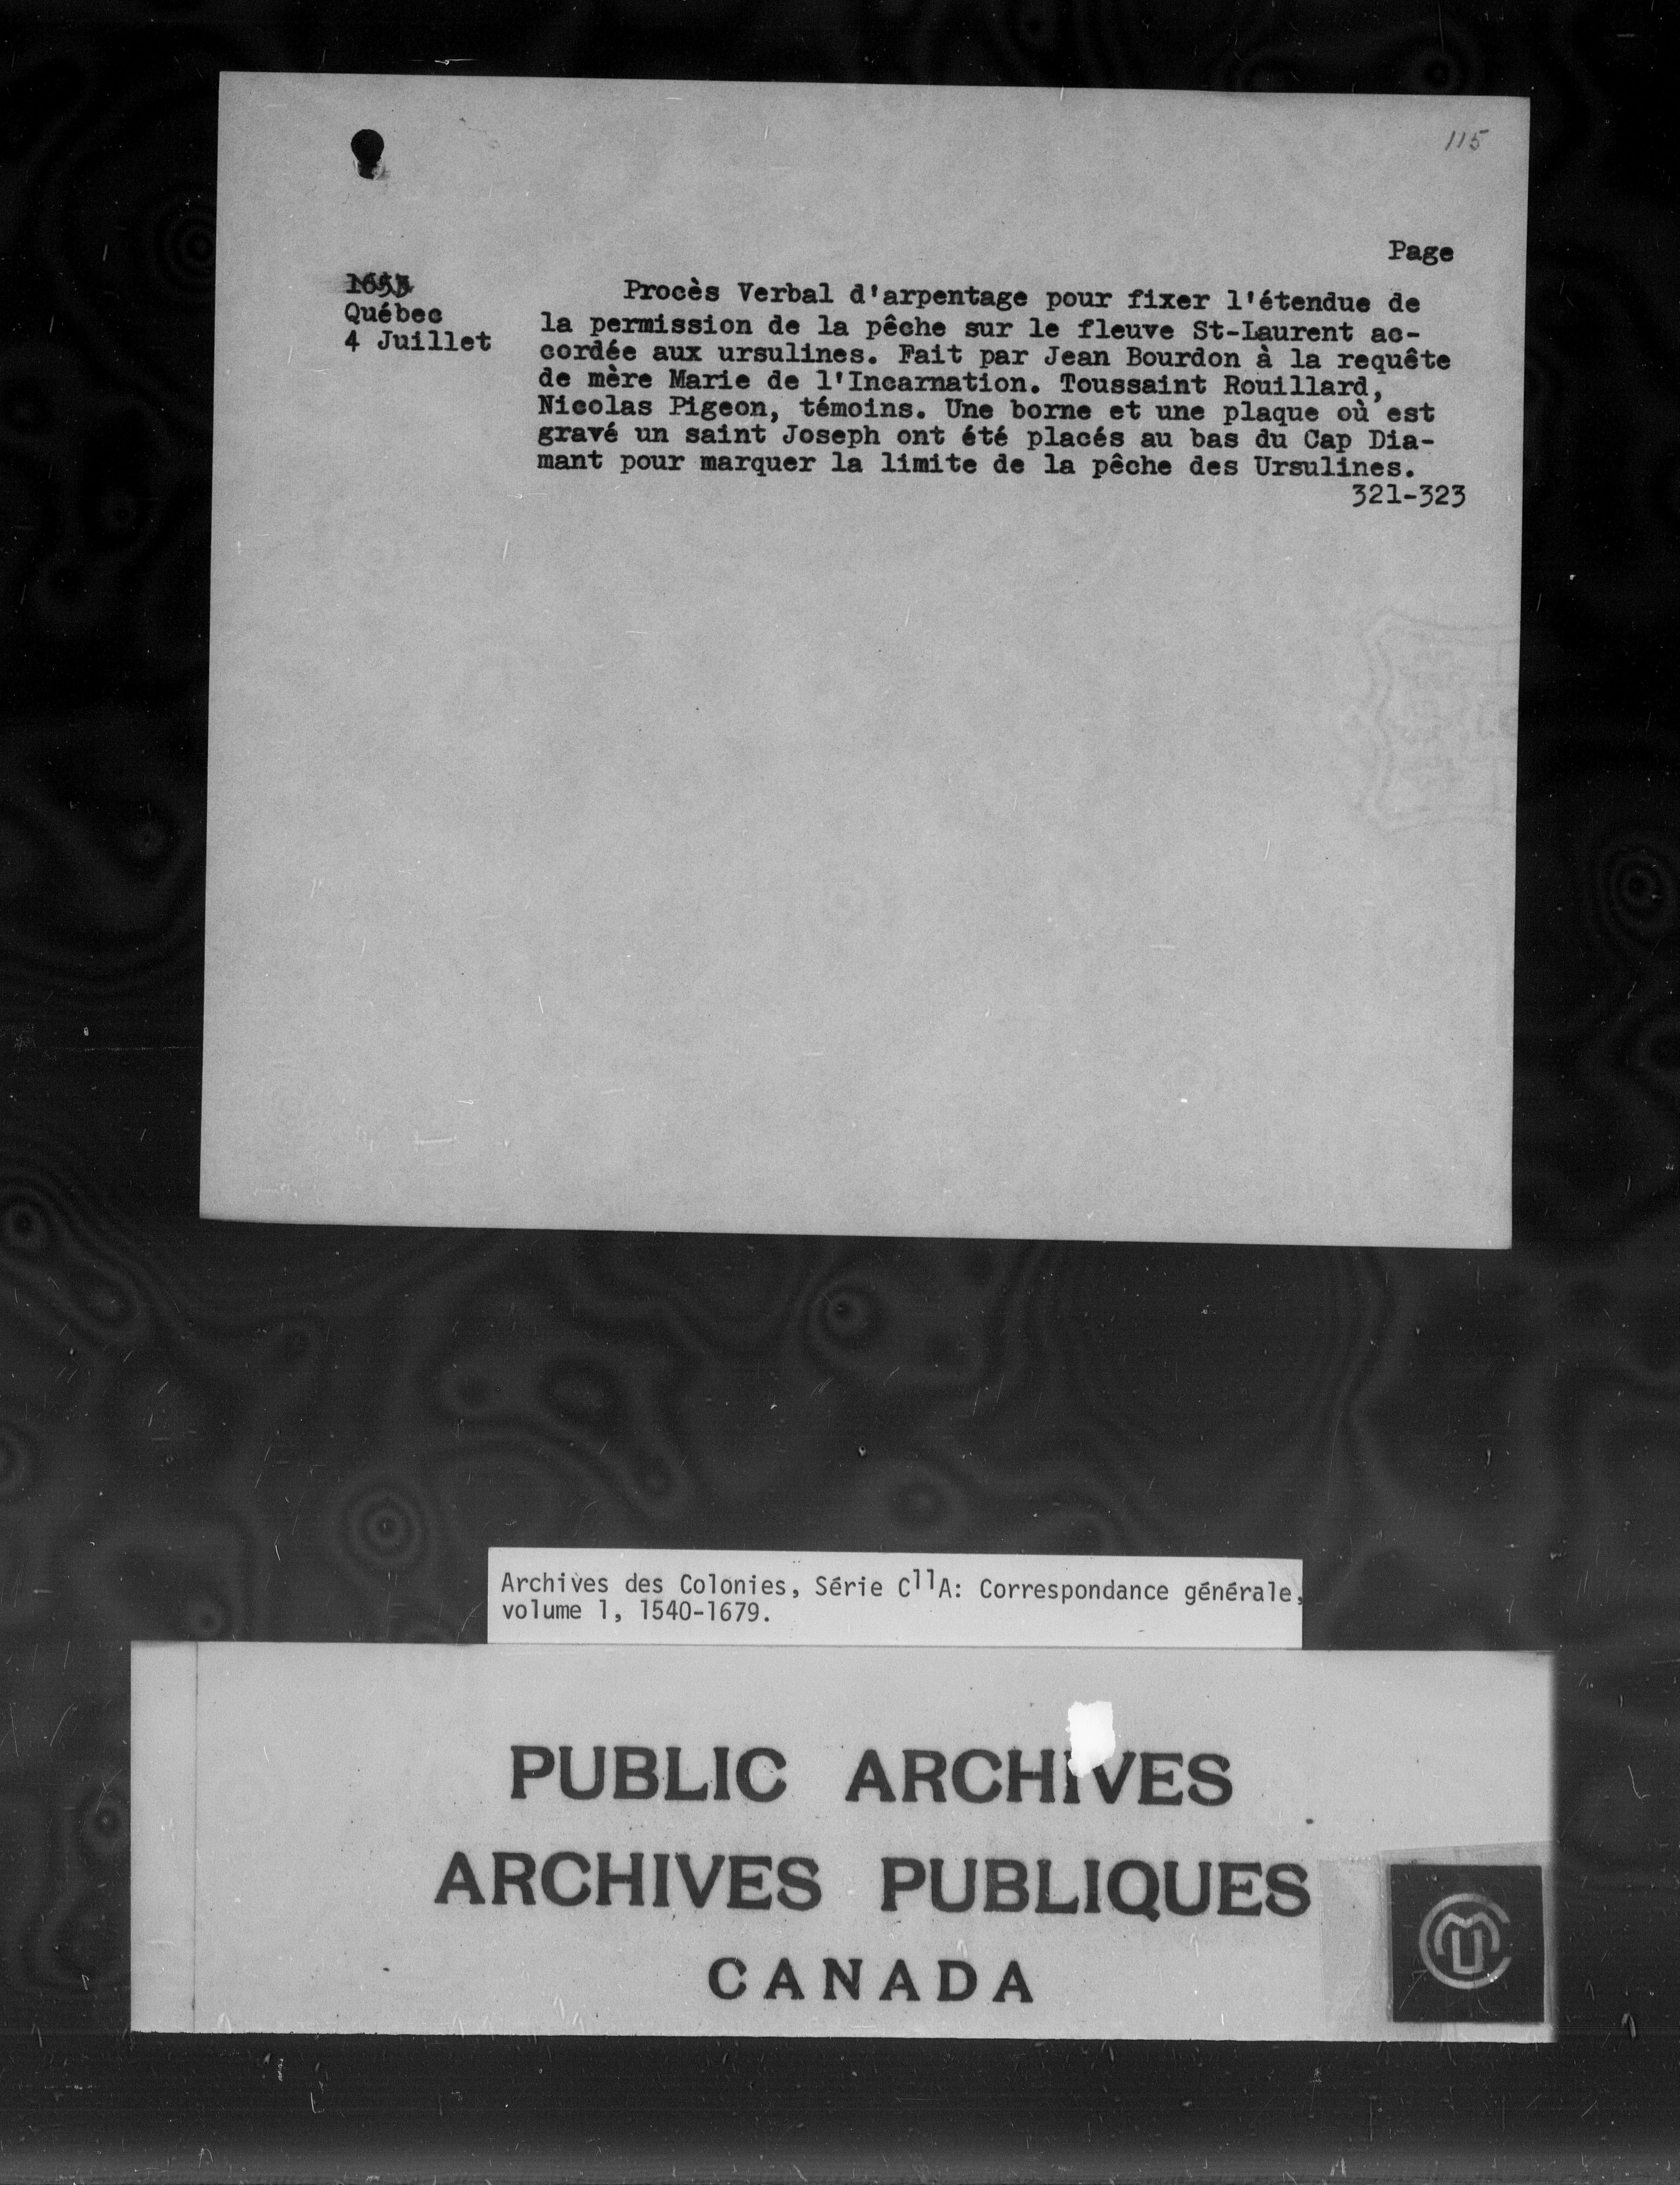 115
Page
Québec
4 Juillet
Procès Verbal d'arpentage pour fixer l'étendue de
la permission de la pêche sur le fleuve St-Laurent ac-
cordée aux ursulines. Fait par Jean Bourdon à la requête
de mère Marie de l'Incarnation. Toussaint Rouillard,
Nicolas Pigeon, témoins. Une borne et une plaque où est
gravé un saint Joseph ont été placés au bas du Cap Dia-
mant pour marquer la limite de la pêche des Ursulines.
321-323
Archives des Colonies, Série C11A: Correspondance générale,
volume 1, 1540-1679.
PUBLIC ARCHIVES
ARCHIVES PUBLIQUES
CANADA